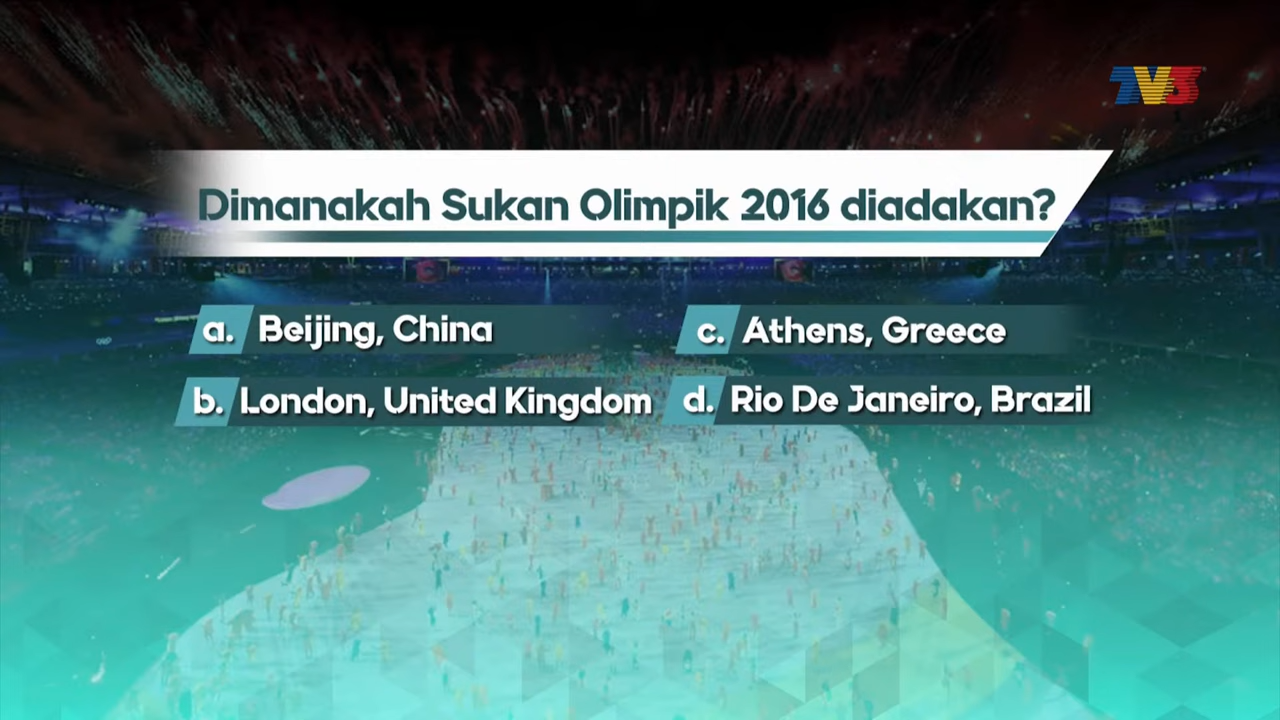 TV3
Dimanakah Sukan Olimpik 2016 diadakan?
a. Beijing, China
b. London, United Kingdom
c. Athens, Greece
d. Rio De Janeiro, Brazil